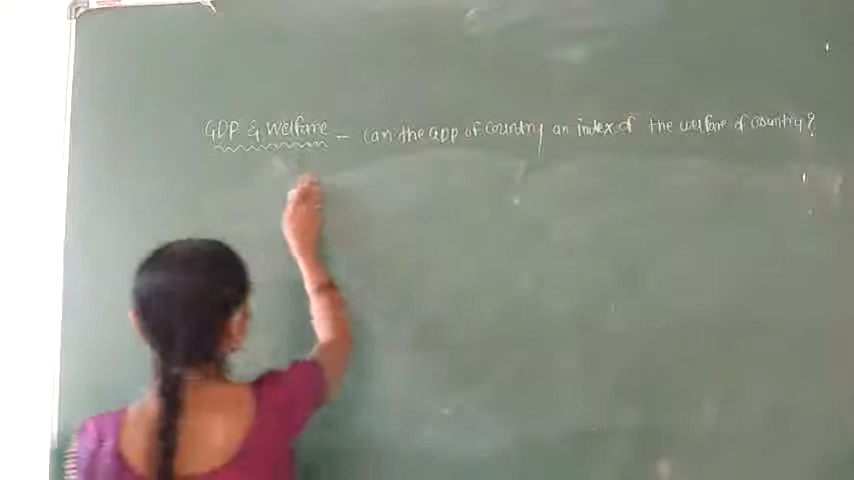 GDP & Welfare - Can the GDP of Country an index of the welfare of country?